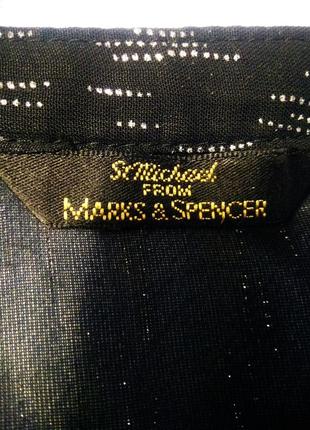 St Michael
FROM
MARKS & SPENCER